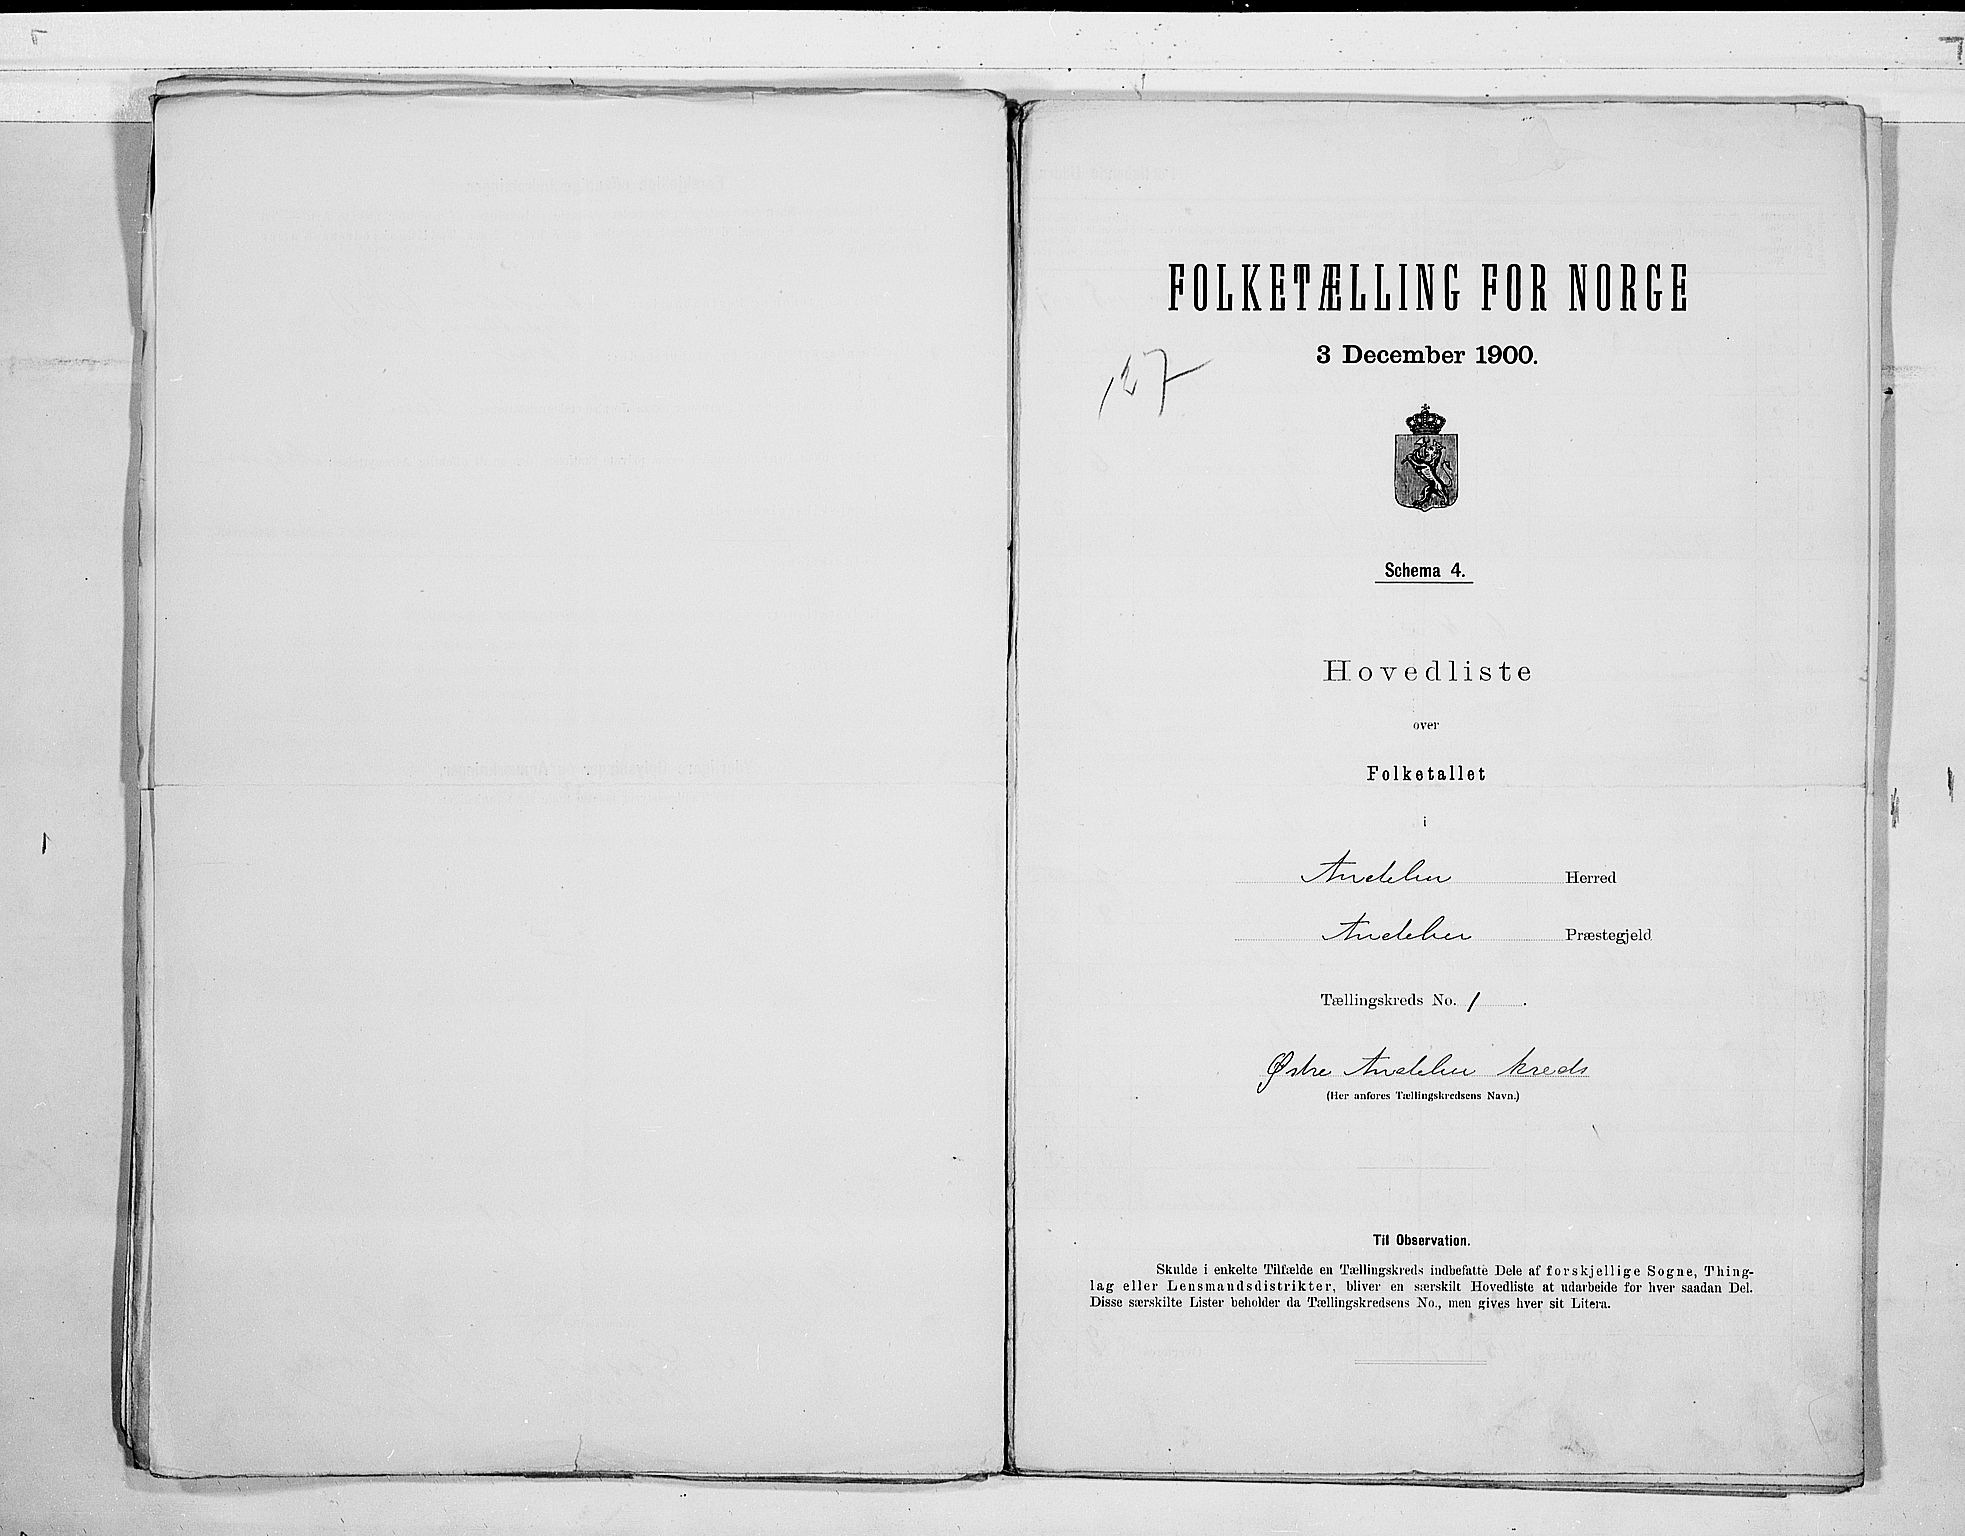 FOLKETÆLLING FOR NORGE
3 December 1900.
127
Schema 4.
Hovedliste
over
Folketallet
i
Andebu Herred
Andebu Præstegjeld
Tællingskreds No. 1.
Østre Andebu kreds
(Her anføres Tællingskredsens Navn.)
Til Observation.
Skulde i enkelte Tilfælde en Tællingskreds indbefatte Dele af forskjellige Sogne, Thing-
lag eller Lensmandsdistrikter, bliver en særskilt Hovedliste at udarbeide for hver saadan Del.
Disse særskilte Lister beholder da Tællingskredsens No., men gives hver sit Litera.